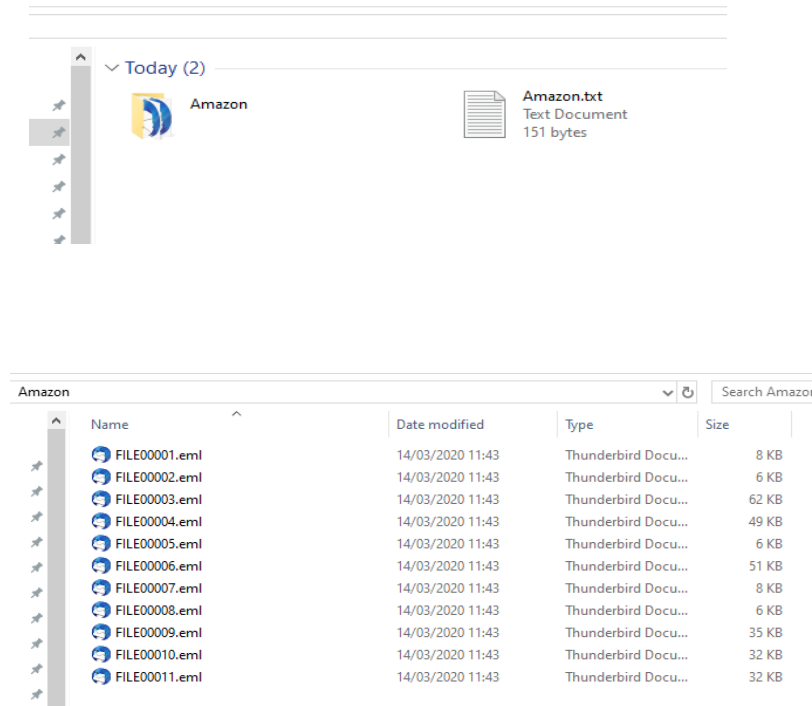 Today (2)
Amazon
Amazon.txt
Text Document
151 bytes
Amazon
Search Amazon
Name Date modified Type Size
FILE00001.eml 14/03/2020 11:43 Thunderbird Docu... 8 KB
FILE00002.eml 14/03/2020 11:43 Thunderbird Docu... 6 KB
FILE00003.eml 14/03/2020 11:43 Thunderbird Docu... 62 KB
FILE00004.eml 14/03/2020 11:43 Thunderbird Docu... 49 KB
FILE00005.eml 14/03/2020 11:43 Thunderbird Docu... 6 KB
FILE00006.eml 14/03/2020 11:43 Thunderbird Docu... 51 KB
FILE00007.eml 14/03/2020 11:43 Thunderbird Docu... 8 KB
FILE00008.eml 14/03/2020 11:43 Thunderbird Docu... 6 KB
FILE00009.eml 14/03/2020 11:43 Thunderbird Docu... 35 KB
FILE00010.eml 14/03/2020 11:43 Thunderbird Docu... 32 KB
FILE00011.eml 14/03/2020 11:43 Thunderbird Docu... 32 KB